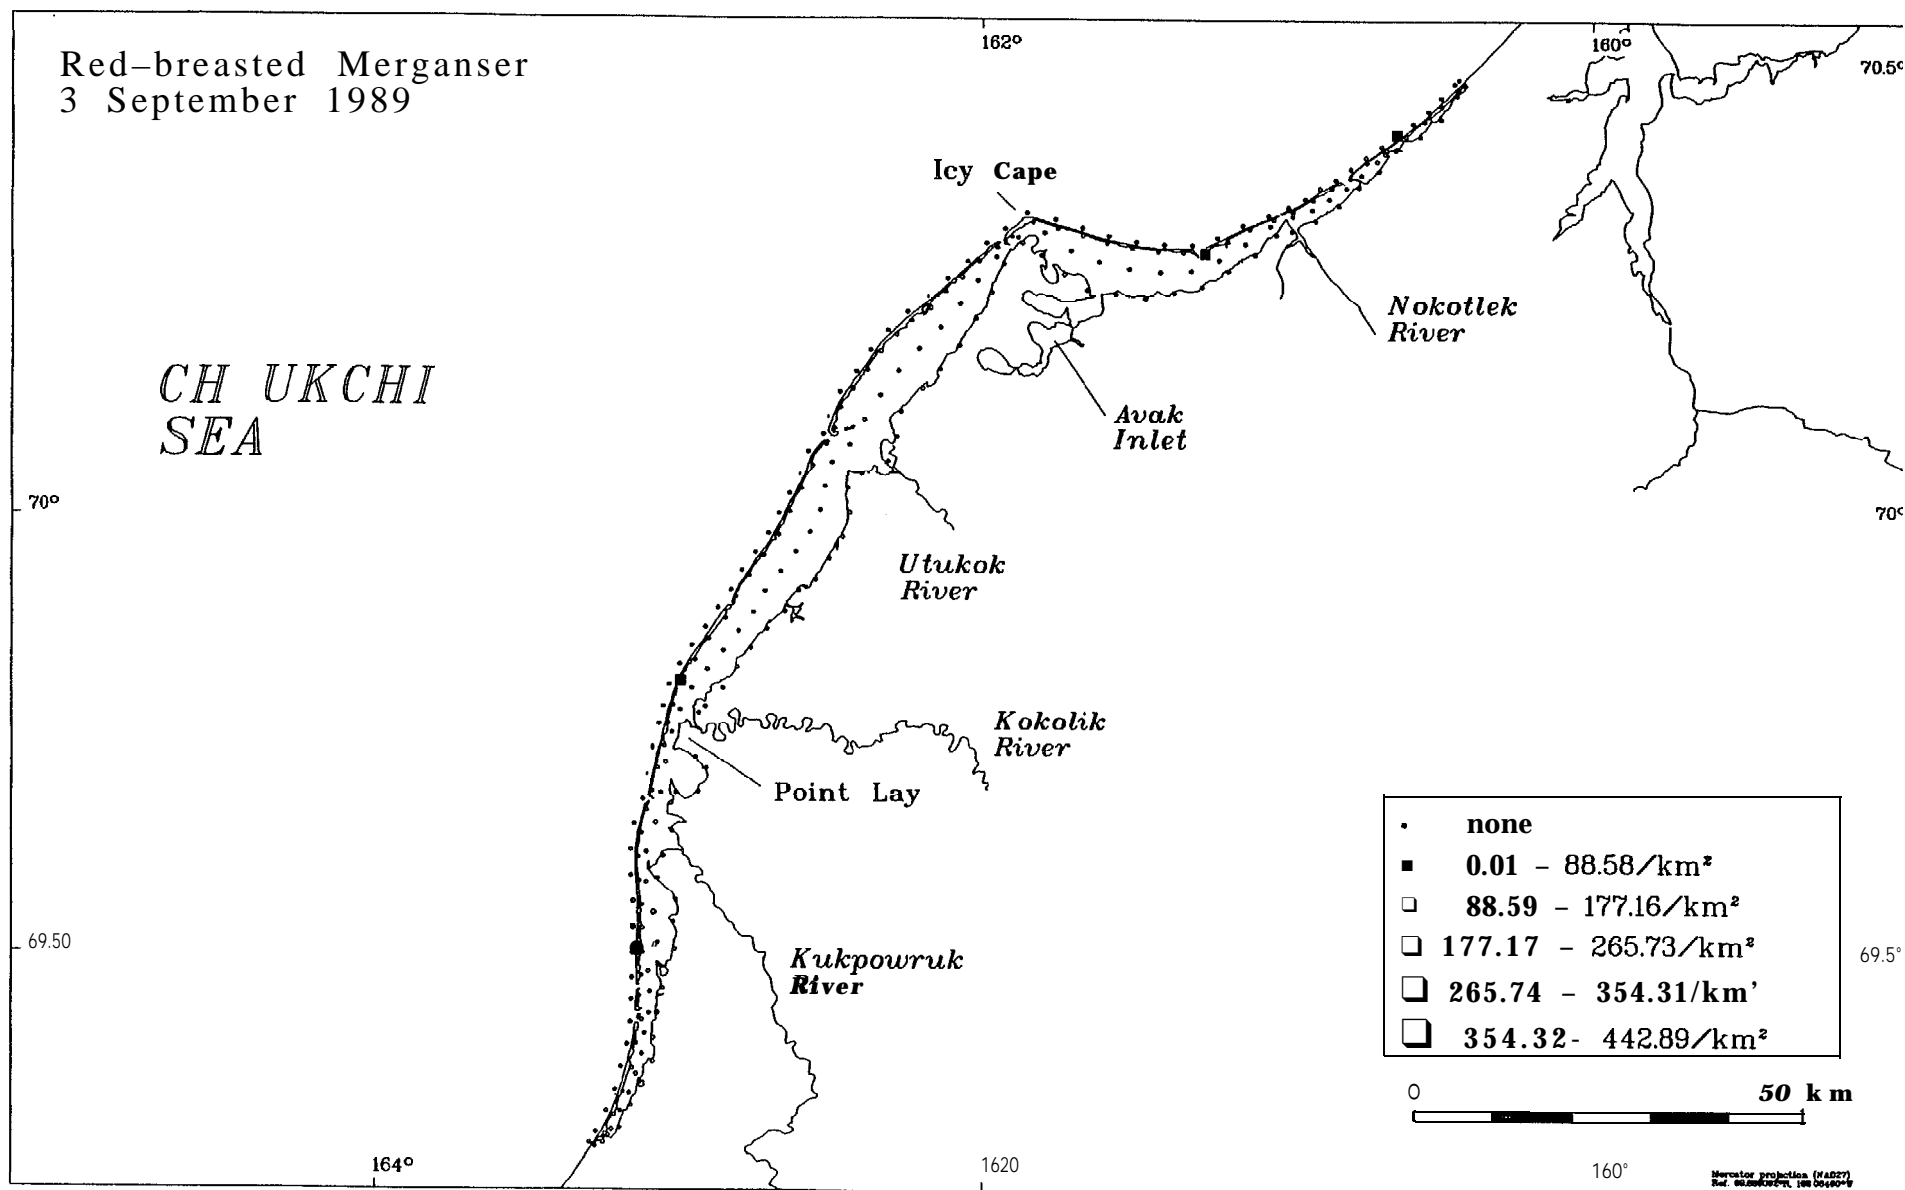 Red–breasted Merganser
3 September 1989
162°
160°
70.5°
Icy Cape
Nokotlek
River
CH UKCHI
SEA
Avak
Inlet
70°
70°
Utukok
River
Kokolik
River
Point Lay
none
0.01 – 88.58/km²
88.59 – 177.16/km²
177.17 – 265.73/km²
265.74 – 354.31/km'
354.32- 442.89/km²
69.50
69.5°
Kukpowruk
River
0 50 km
164°
1620
160°
Mercator projection (NAD27)
Ref.